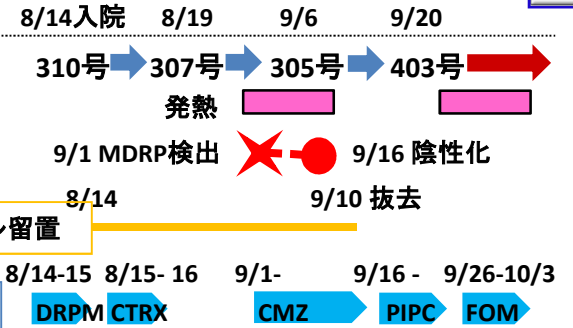 8/14入院 8/19 9/6 9/20
310号 307号 305号 403号
発熱
9/1 MDRP検出 9/16 陰性化
8/14 9/10 抜去
留置
8/14-15 8/15- 16 9/1- 9/16 - 9/26-10/3
DRPM CTRX CMZ PIPC FOM